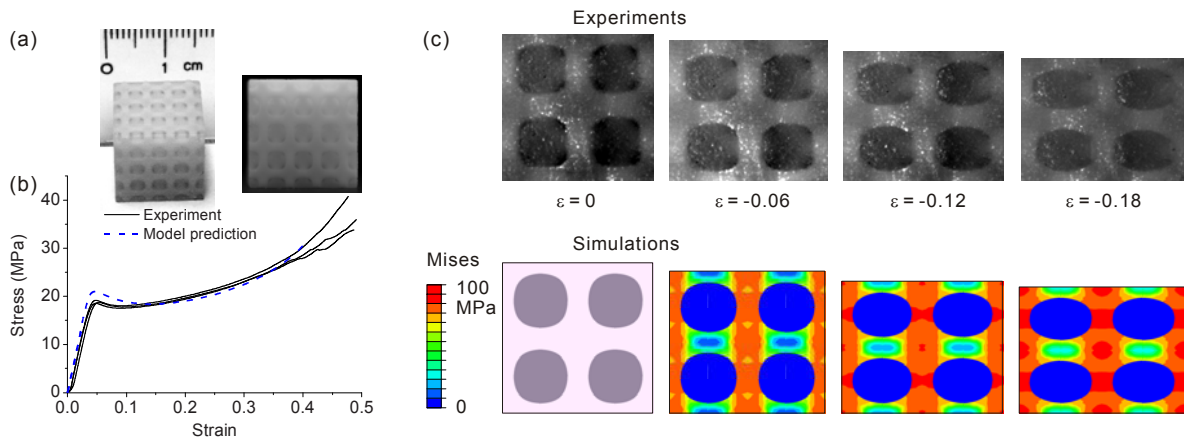 (a)
0 1 cm
(b)
40
30
20
10
0
Stress (MPa)
Experiment
Model prediction
0.0 0.1 0.2 0.3 0.4 0.5
Strain
(c)
Experiments
ε = 0 ε = -0.06 ε = -0.12 ε = -0.18
Simulations
Mises
100
MPa
0